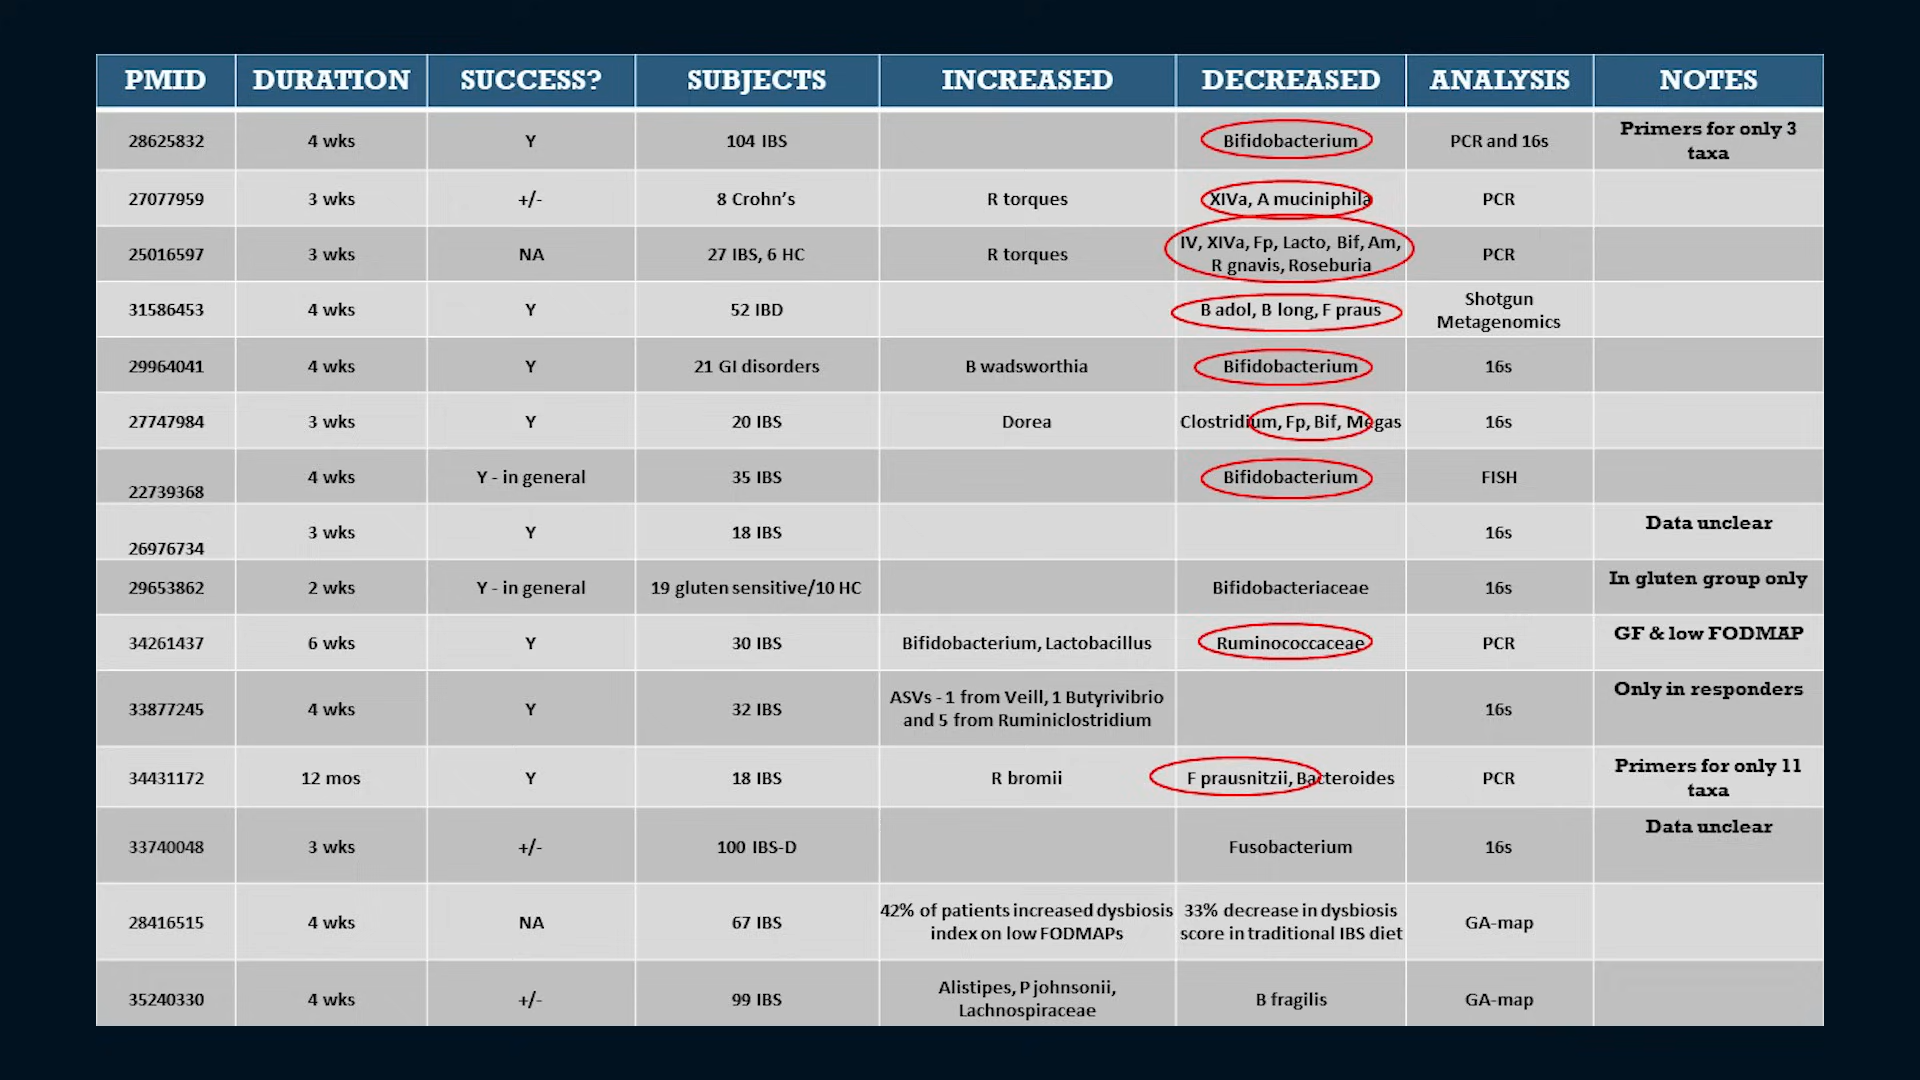 PMID DURATION SUCCESS? SUBJECTS INCREASED DECREASED ANALYSIS NOTES
28625832 4 wks Y 104 IBS Bifidobacterium PCR and 16s Primers for only 3
taxa
27077959 3 wks +/- 8 Crohn's R torques XIVa, A muciniphila PCR
25016597 3 wks NA 27 IBS, 6 HC R torques IV, XIVa, Fp, Lacto, Bif, Am, PCR
R gnavis, Roseburia
31586453 4 wks Y 52 IBD B adol, B long, F praus Shotgun
Metagenomics
29964041 4 wks Y 21 GI disorders B wadsworthia Bifidobacterium 16s
27747984 3 wks Y 20 IBS Dorea Clostridium, Fp, Bif, Megas 16s
22739368 4 wks Y - in general 35 IBS Bifidobacterium FISH
26976734 3 wks Y 18 IBS 16s Data unclear
29653862 2 wks Y - in general 19 gluten sensitive/10 HC Bifidobacteriaceae 16s In gluten group only
34261437 6 wks Y 30 IBS Bifidobacterium, Lactobacillus Ruminococcaceae PCR GF & low FODMAP
33877245 4 wks Y 32 IBS ASVs - 1 from Veill, 1 Butyrivibrio 16s Only in responders
and 5 from Ruminiclostridium
34431172 12 mos Y 18 IBS R bromii F prausnitzii, Bacteroides PCR Primers for only 11
taxa
33740048 3 wks +/- 100 IBS-D Fusobacterium 16s Data unclear
28416515 4 wks NA 67 IBS 42% of patients increased dysbiosis 33% decrease in dysbiosis GA-map
index on low FODMAPs score in traditional IBS diet
35240330 4 wks +/- 99 IBS Alistipes, P johnsonii, B fragilis GA-map
Lachnospiraceae